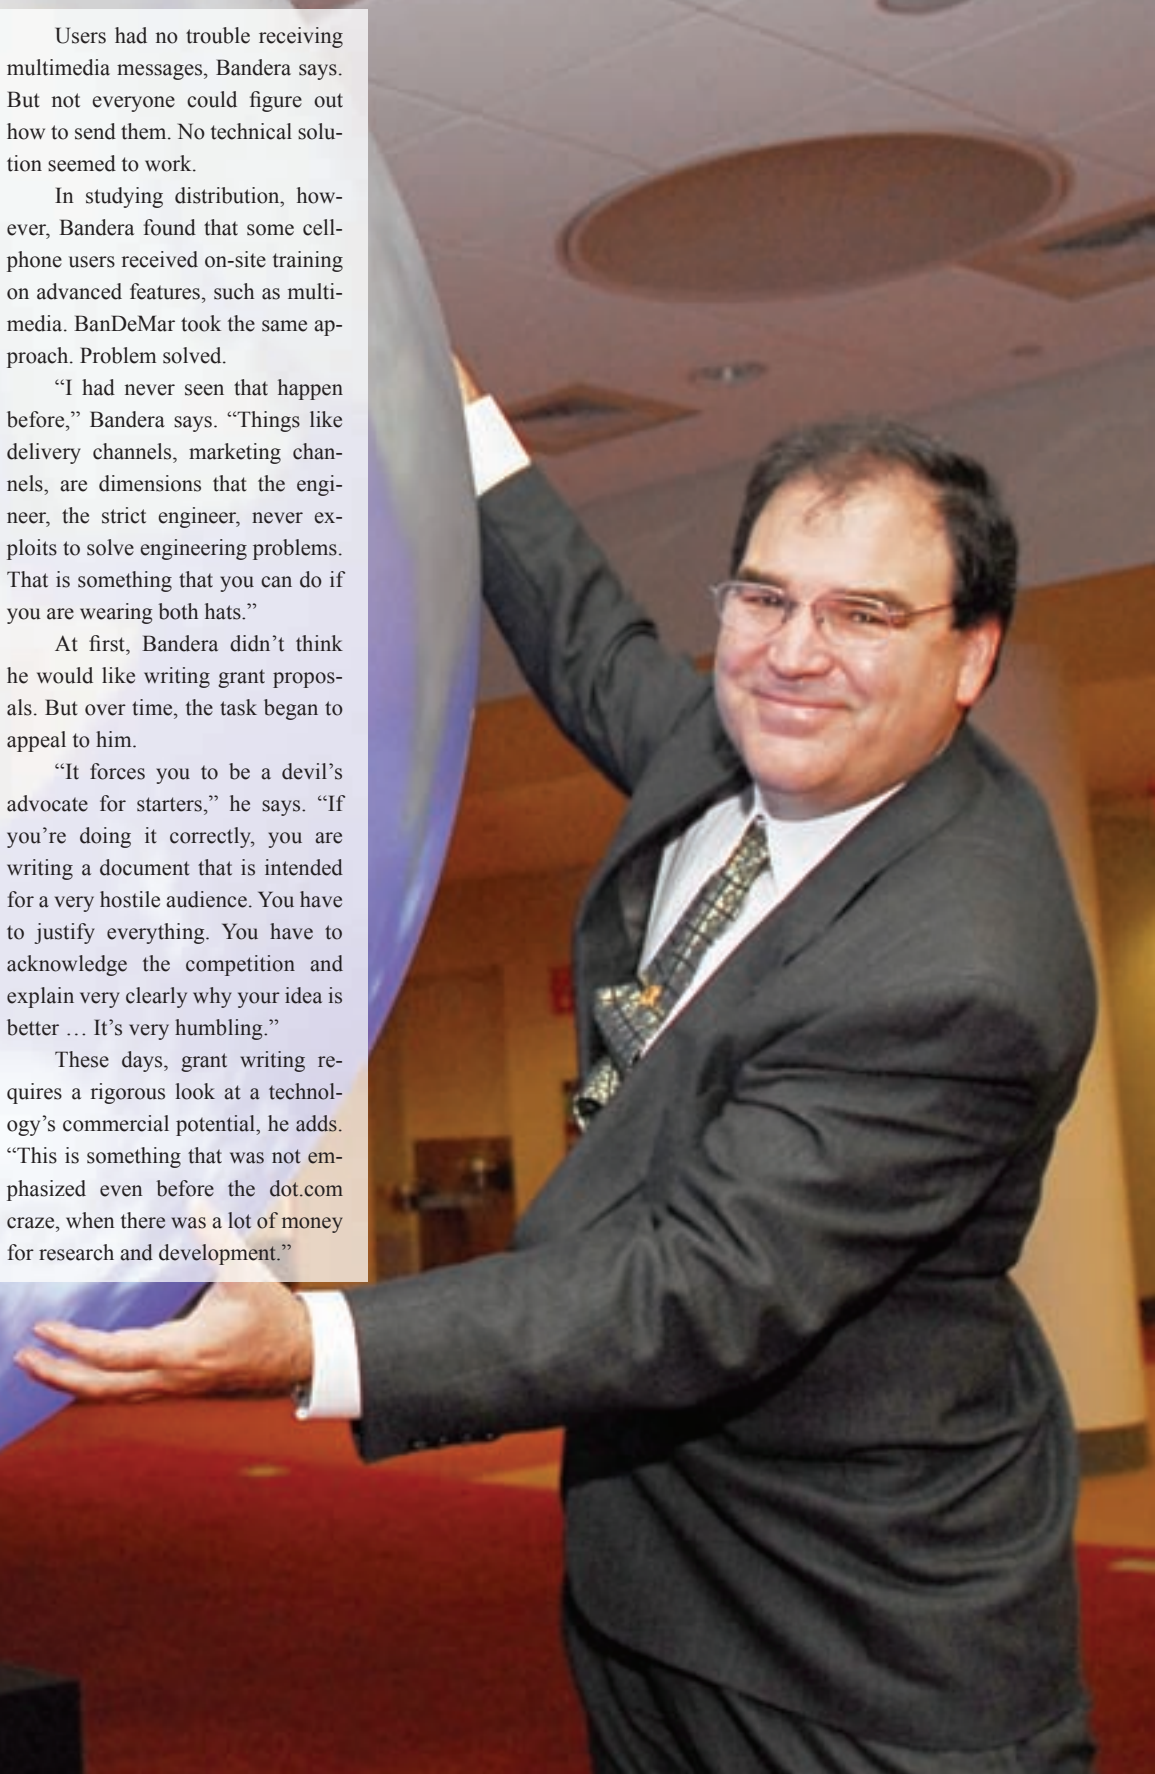 Users had no trouble receiving
multimedia messages, Bandera says.
But not everyone could figure out
how to send them. No technical solu-
tion seemed to work.
In studying distribution, how-
ever, Bandera found that some cell-
phone users received on-site training
on advanced features, such as multi-
media. BanDeMar took the same ap-
proach. Problem solved.
“I had never seen that happen
before,” Bandera says. “Things like
delivery channels, marketing chan-
nels, are dimensions that the engi-
neer, the strict engineer, never ex-
ploits to solve engineering problems.
That is something that you can do if
you are wearing both hats.”
At first, Bandera didn’t think
he would like writing grant propos-
als. But over time, the task began to
appeal to him.
“It forces you to be a devil’s
advocate for starters,” he says. “If
you’re doing it correctly, you are
writing a document that is intended
for a very hostile audience. You have
to justify everything. You have to
acknowledge the competition and
explain very clearly why your idea is
better … It’s very humbling.”
These days, grant writing re-
quires a rigorous look at a technol-
ogy’s commercial potential, he adds.
“This is something that was not em-
phasized even before the dot.com
craze, when there was a lot of money
for research and development.”